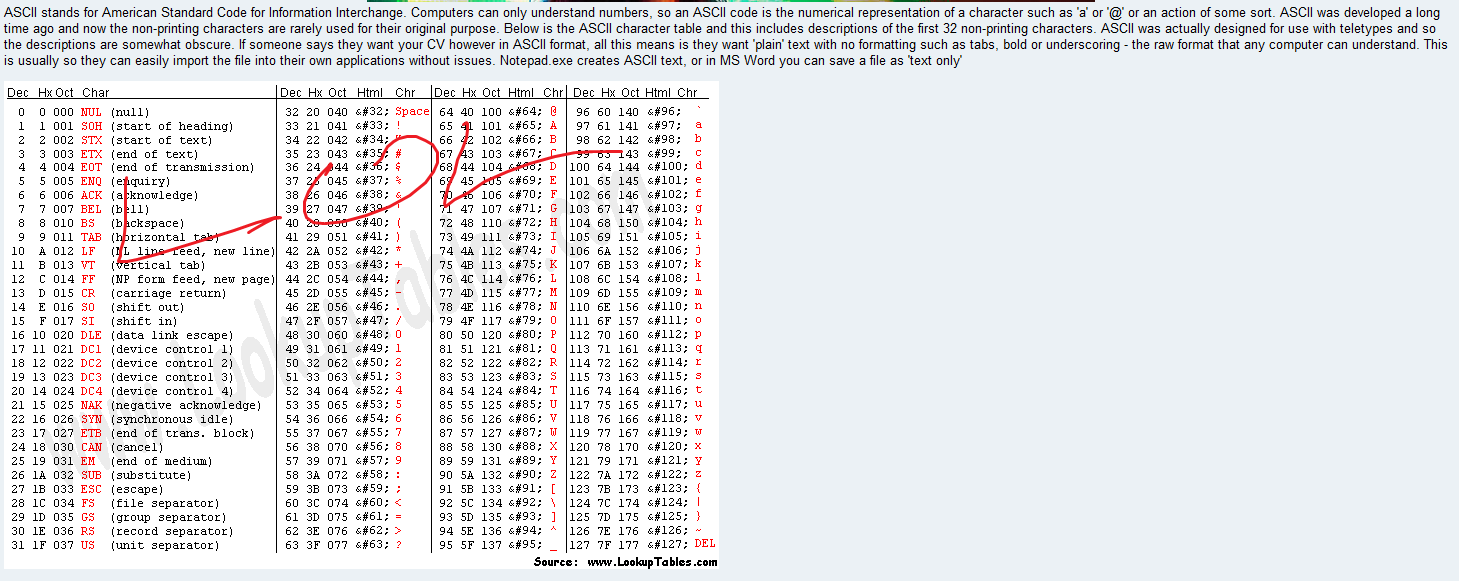 ASCII stands for American Standard Code for Information Interchange. Computers can only understand numbers, so an ASCII code is the numerical representation of a character such as 'a' or '@' or an action of some sort. ASCII was developed a long
time ago and now the non-printing characters are rarely used for their original purpose. Below is the ASCII character table and this includes descriptions of the first 32 non-printing characters. ASCII was actually designed for use with teletypes and so
the descriptions are somewhat obscure. If someone says they want your CV however in ASCII format, all this means is they want 'plain' text with no formatting such as tabs, bold or underscoring - the raw format that any computer can understand. This
is usually so they can easily import the file into their own applications without issues. Notepad.exe creates ASCII text, or in MS Word you can save a file as 'text only'
Dec Hx Oct Char Dec Hx Oct Html Chr Dec Hx Oct Html Chr Dec Hx Oct Html Chr
0 0 000 NUL (null) 32 20 040 &#32; Space 64 40 100 &#64; @ 96 60 140 &#96; `
1 1 001 SOH (start of heading) 33 21 041 &#33; ! 65 41 101 &#65; A 97 61 141 &#97; a
2 2 002 STX (start of text) 34 22 042 &#34; " 66 42 102 &#66; B 98 62 142 &#98; b
3 3 003 ETX (end of text) 35 23 043 &#35; # 67 43 103 &#67; C 99 63 143 &#99; c
4 4 004 EOT (end of transmission) 36 24 044 &#36; $ 68 44 104 &#68; D 100 64 144 &#100; d
5 5 005 ENQ (enquiry) 37 25 045 &#37; % 69 45 105 &#69; E 101 65 145 &#101; e
6 6 006 ACK (acknowledge) 38 26 046 &#38; & 70 46 106 &#70; F 102 66 146 &#102; f
7 7 007 BEL (bell) 39 27 047 &#39; ' 71 47 107 &#71; G 103 67 147 &#103; g
8 8 010 BS (backspace) 40 28 050 &#40; ( 72 48 110 &#72; H 104 68 150 &#104; h
9 9 011 TAB (horizontal tab) 41 29 051 &#41; ) 73 49 111 &#73; I 105 69 151 &#105; i
10 A 012 LF (NL line feed, new line) 42 2A 052 &#42; * 74 4A 112 &#74; J 106 6A 152 &#106; j
11 B 013 VT (vertical tab) 43 2B 053 &#43; + 75 4B 113 &#75; K 107 6B 153 &#107; k
12 C 014 FF (NP form feed, new page) 44 2C 054 &#44; , 76 4C 114 &#76; L 108 6C 154 &#108; l
13 D 015 CR (carriage return) 45 2D 055 &#45; - 77 4D 115 &#77; M 109 6D 155 &#109; m
14 E 016 SO (shift out) 46 2E 056 &#46; . 78 4E 116 &#78; N 110 6E 156 &#110; n
15 F 017 SI (shift in) 47 2F 057 &#47; / 79 4F 117 &#79; O 111 6F 157 &#111; o
16 10 020 DLE (data link escape) 48 30 060 &#48; 0 80 50 120 &#80; P 112 70 160 &#112; p
17 11 021 DC1 (device control 1) 49 31 061 &#49; 1 81 51 121 &#81; Q 113 71 161 &#113; q
18 12 022 DC2 (device control 2) 50 32 062 &#50; 2 82 52 122 &#82; R 114 72 162 &#114; r
19 13 023 DC3 (device control 3) 51 33 063 &#51; 3 83 53 123 &#83; S 115 73 163 &#115; s
20 14 024 DC4 (device control 4) 52 34 064 &#52; 4 84 54 124 &#84; T 116 74 164 &#116; t
21 15 025 NAK (negative acknowledge) 53 35 065 &#53; 5 85 55 125 &#85; U 117 75 165 &#117; u
22 16 026 SYN (synchronous idle) 54 36 066 &#54; 6 86 56 126 &#86; V 118 76 166 &#118; v
23 17 027 ETB (end of trans. block) 55 37 067 &#55; 7 87 57 127 &#87; W 119 77 167 &#119; w
24 18 030 CAN (cancel) 56 38 070 &#56; 8 88 58 130 &#88; X 120 78 170 &#120; x
25 19 031 EM (end of medium) 57 39 071 &#57; 9 89 59 131 &#89; Y 121 79 171 &#121; y
26 1A 032 SUB (substitute) 58 3A 072 &#58; : 90 5A 132 &#90; Z 122 7A 172 &#122; z
27 1B 033 ESC (escape) 59 3B 073 &#59; ; 91 5B 133 &#91; [ 123 7B 173 &#123; {
28 1C 034 FS (file separator) 60 3C 074 &#60; < 92 5C 134 &#92; \ 124 7C 174 &#124; |
29 1D 035 GS (group separator) 61 3D 075 &#61; = 93 5D 135 &#93; ] 125 7D 175 &#125; }
30 1E 036 RS (record separator) 62 3E 076 &#62; > 94 5E 136 &#94; ^ 126 7E 176 &#126; ~
31 1F 037 US (unit separator) 63 3F 077 &#63; ? 95 5F 137 &#95; _ 127 7F 177 &#127; DEL
Source: www.LookupTables.com